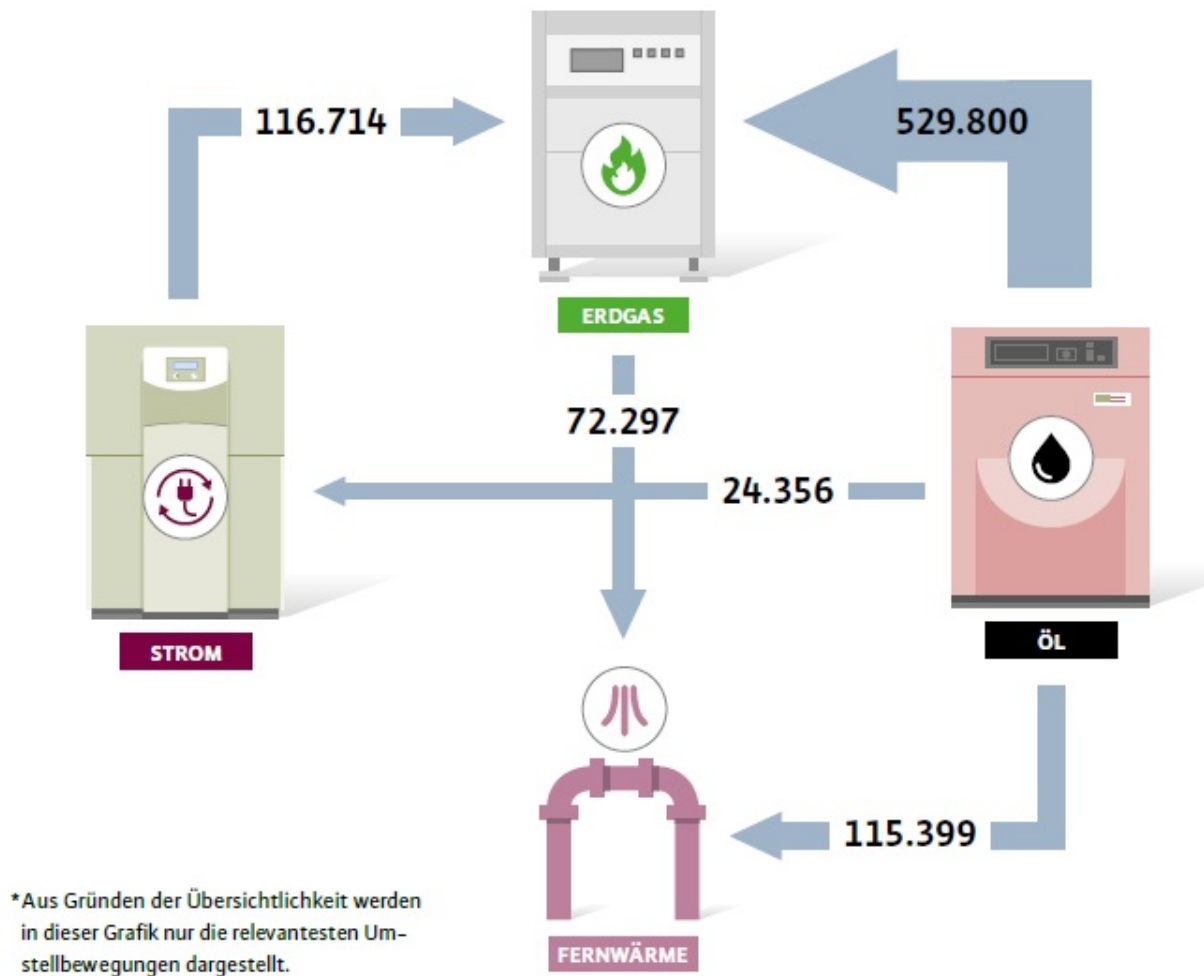 116.714
529.800
ERDGAS
72.297
24.356
STROM
ÖL
115.399
*Aus Gründen der Übersichtlichkeit werden
in dieser Grafik nur die relevantesten Um-
stellbewegungen dargestellt.
FERNWÄRME